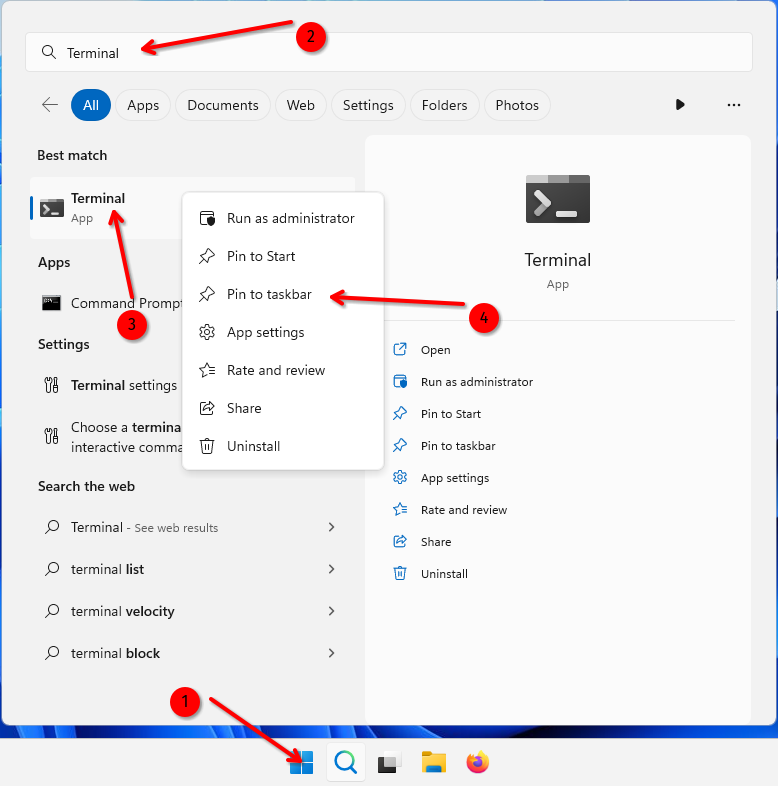 2
Terminal
All
Apps
Documents
Web
Settings
Folders
Photos
Best match
Terminal
App
Apps
Command Prompt
3
Settings
Terminal settings
Choose a termina
interactive comma
Search the web
Terminal - See web results
terminal list
terminal velocity
terminal block
Run as administrator
Pin to Start
Pin to taskbar
4
App settings
Rate and review
Share
Uninstall
Terminal
App
Open
Run as administrator
Pin to Start
Pin to taskbar
App settings
Rate and review
Share
Uninstall
1